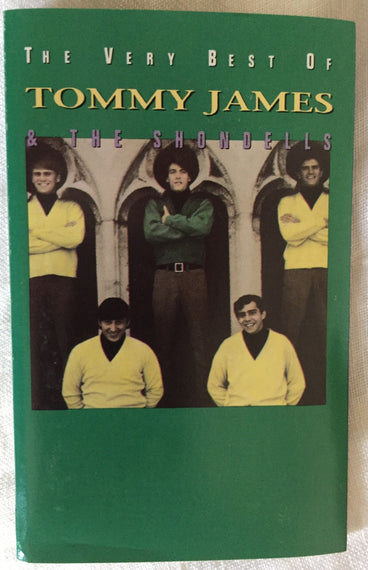 THE VERY BEST OF
TOMMY JAMES
& THE SHONDELLS